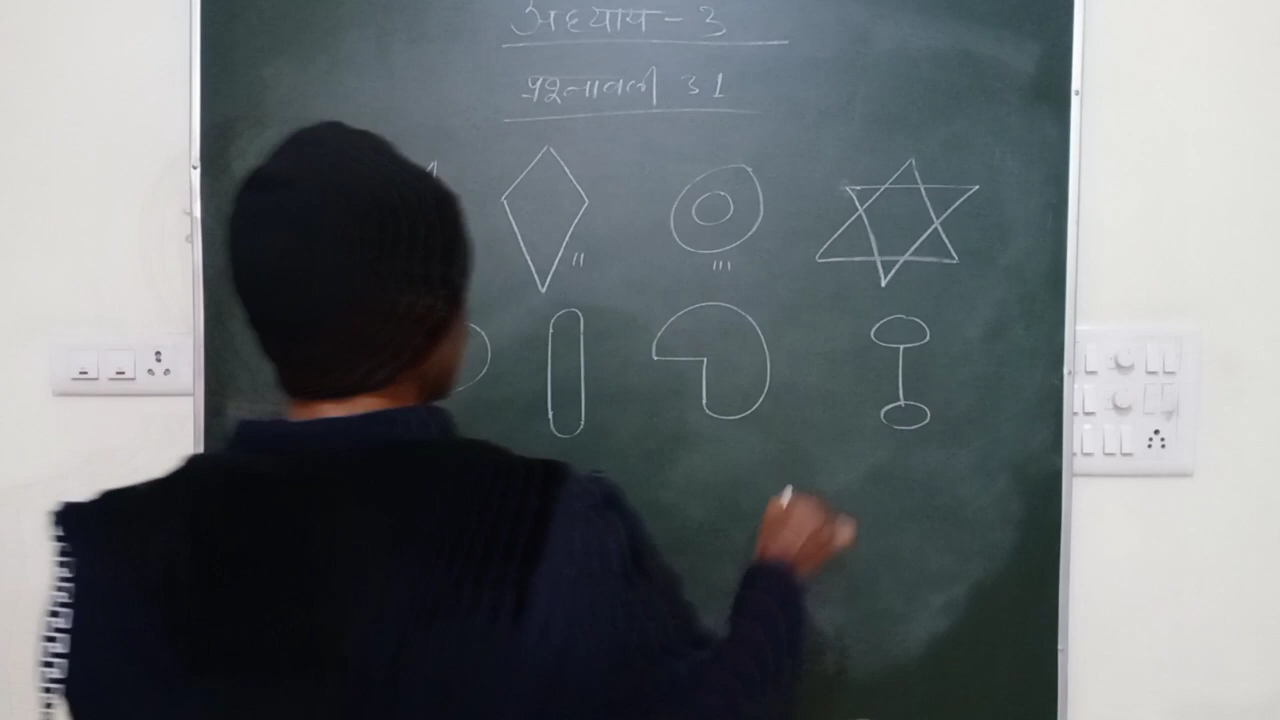 अध्याय - 3
प्रश्नावली 3 1
"
"'